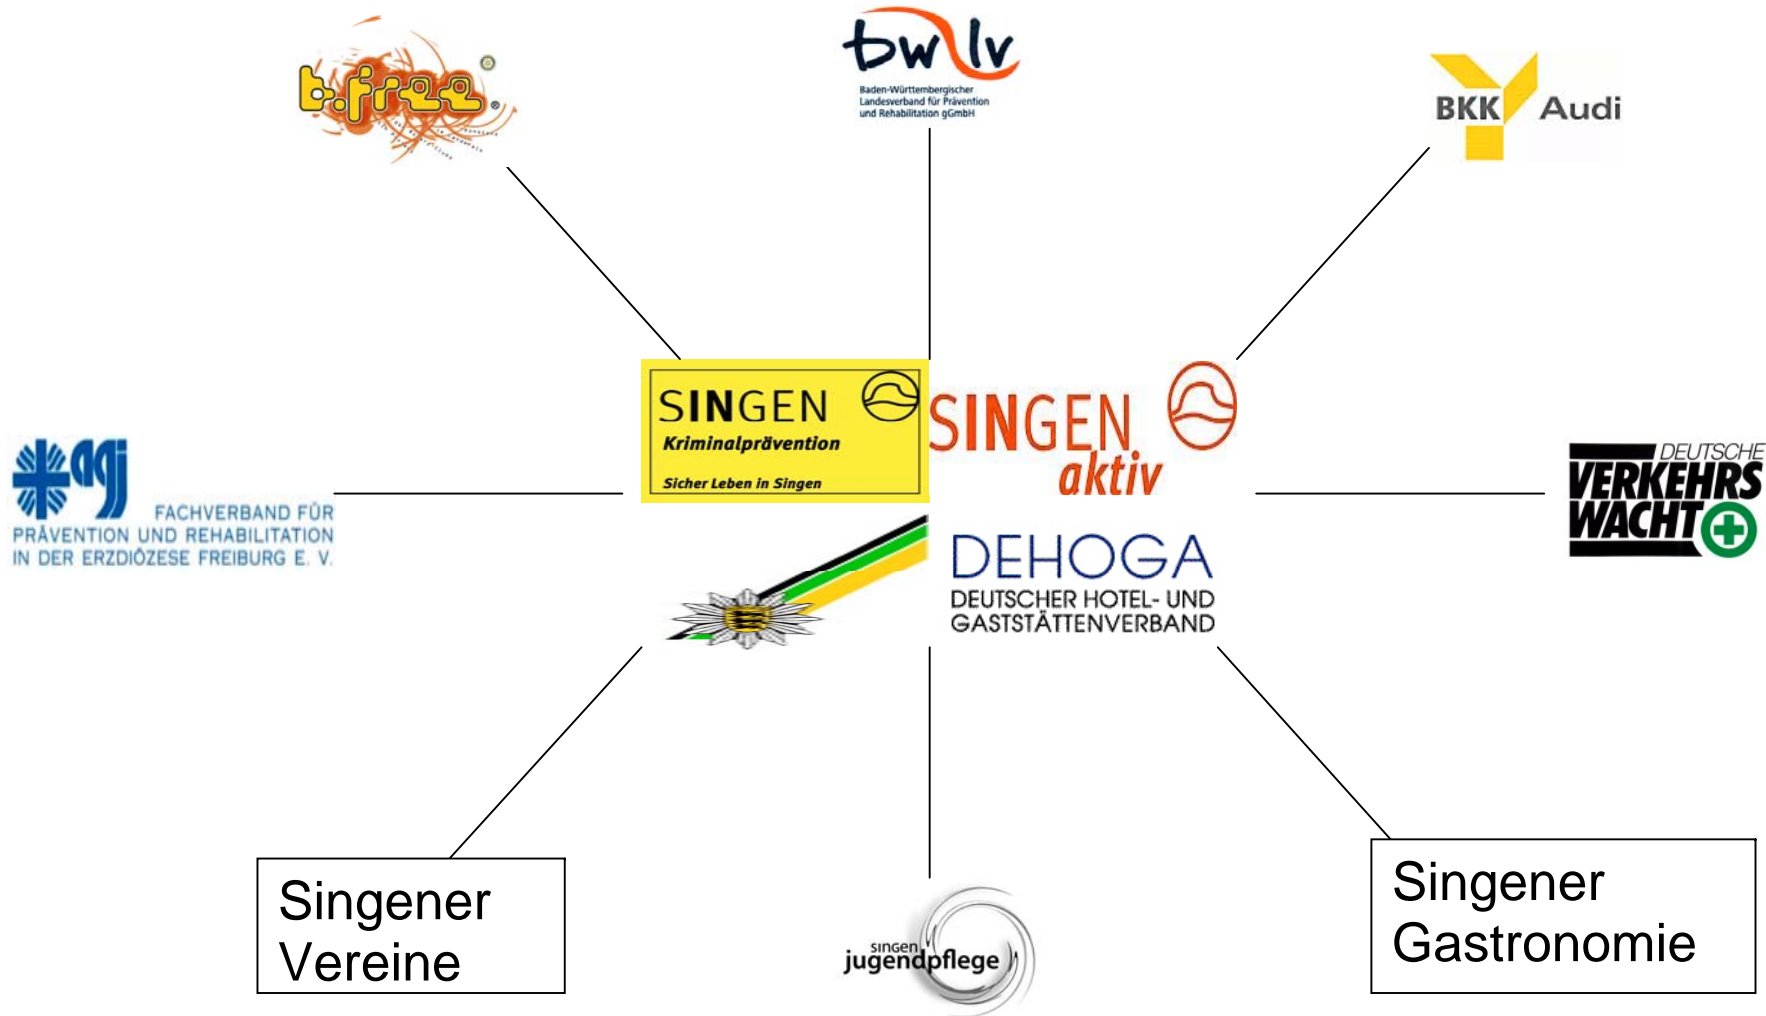 b.free
®
bw lv
Baden-Württembergischer
Landesverband für Prävention
und Rehabilitation gGmbH
BKK Audi
SINGEN
Kriminalprävention
Sicher Leben in Singen
SINGEN
aktiv
agj
FACHVERBAND FÜR
PRÄVENTION UND REHABILITATION
IN DER ERZDIÖZESE FREIBURG E. V.
DEUTSCHE
VERKEHRS
WACHT
DEHOGA
DEUTSCHER HOTEL- UND
GASTSTÄTTENVERBAND
Singener
Vereine
singen
jugendpflege
Singener
Gastronomie